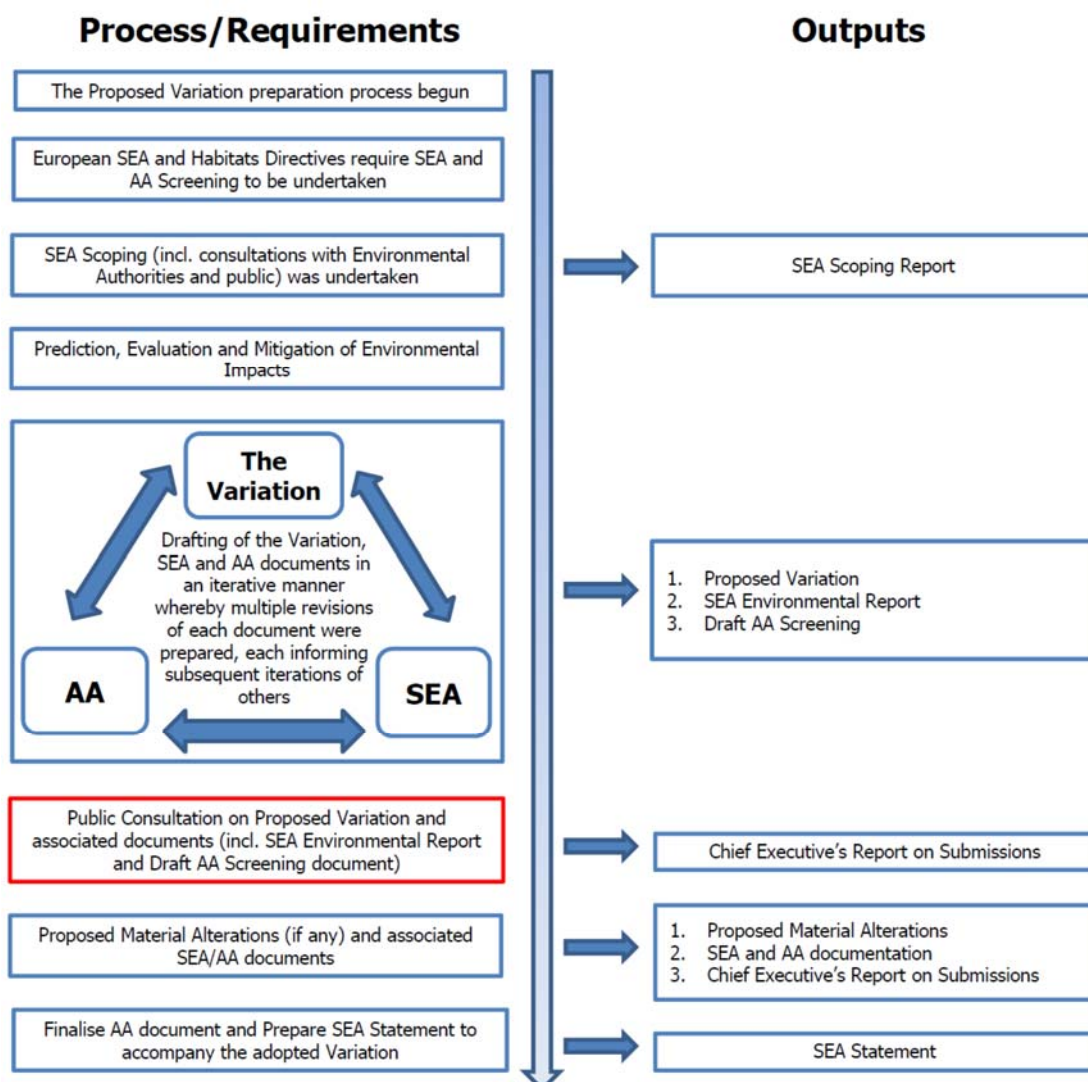 Process/Requirements
Outputs
The Proposed Variation preparation process begun
European SEA and Habitats Directives require SEA and
AA Screening to be undertaken
SEA Scoping (incl. consultations with Environmental
Authorities and public) was undertaken
SEA Scoping Report
Prediction, Evaluation and Mitigation of Environmental
Impacts
The
Variation
Drafting of the Variation,
SEA and AA documents in
an iterative manner
whereby multiple revisions
of each document were
prepared, each informing
subsequent iterations of
others
AA
SEA
1. Proposed Variation
2. SEA Environmental Report
3. Draft AA Screening
Public Consultation on Proposed Variation and
associated documents (incl. SEA Environmental Report
and Draft AA Screening document)
Chief Executive's Report on Submissions
Proposed Material Alterations (if any) and associated
SEA/AA documents
1. Proposed Material Alterations
2. SEA and AA documentation
3. Chief Executive's Report on Submissions
Finalise AA document and Prepare SEA Statement to
accompany the adopted Variation
SEA Statement